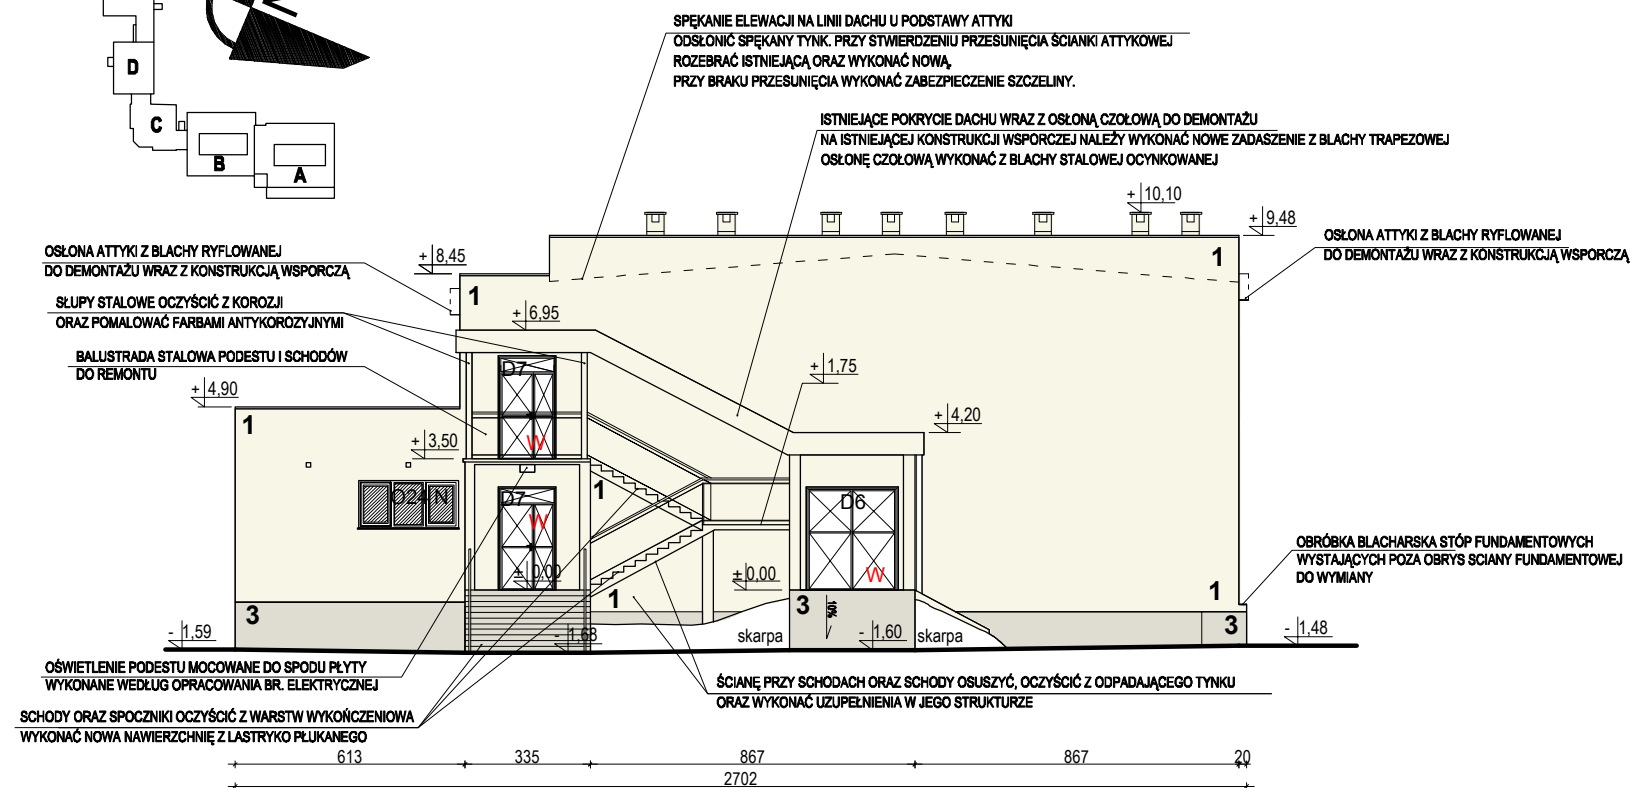 N
D
C
B
A
SPĘKANIE ELEWACJI NA LINII DACHU U PODSTAWY ATTYKI
ODSŁONIĆ SPĘKANY TYNK. PRZY STWIERDZENIU PRZESUNIĘCIA ŚCIANKI ATTYKOWEJ
ROZEBRAĆ ISTNIEJĄCĄ ORAZ WYKONAĆ NOWĄ,
PRZY BRAKU PRZESUNIĘCIA WYKONAĆ ZABEZPIECZENIE SZCZELINY.
ISTNIEJĄCE POKRYCIE DACHU WRAZ Z OSŁONĄ CZOŁOWĄ DO DEMONTAŻU
NA ISTNIEJĄCEJ KONSTRUKCJI WSPORCZEJ NALEŻY WYKONAĆ NOWE ZADASZENIE Z BLACHY TRAPEZOWEJ
OSŁONĘ CZOŁOWĄ WYKONAĆ Z BLACHY STALOWEJ OCYNKOWANEJ
+ 10,10
+ 9,48
OSŁONA ATTYKI Z BLACHY RYFLOWANEJ
DO DEMONTAŻU WRAZ Z KONSTRUKCJĄ WSPORCZĄ
OSŁONA ATTYKI Z BLACHY RYFLOWANEJ
DO DEMONTAŻU WRAZ Z KONSTRUKCJĄ WSPORCZĄ
+ 8,45
1
1
SŁUPY STALOWE OCZYŚCIĆ Z KOROZJI
ORAZ POMALOWAĆ FARBAMI ANTYKOROZYJNYMI
+ 6,95
BALUSTRADA STALOWA PODESTU I SCHODÓW
DO REMONTU
D7
+ 1,75
+ 4,90
+ 4,20
1
+ 3,50
W
O24 N
D7
1
D6
W
± 0,00
± 0,00
W
1
3
10%
1
3
3
OBRÓBKA BLACHARSKA STÓP FUNDAMENTOWYCH
WYSTAJĄCYCH POZA OBRYS SCIANY FUNDAMENTOWEJ
DO WYMIANY
- 1,59
- 1,68
skarpa
- 1,60
skarpa
- 1,48
OŚWIETLENIE PODESTU MOCOWANE DO SPODU PŁYTY
WYKONANE WEDŁUG OPRACOWANIA BR. ELEKTRYCZNEJ
ŚCIANĘ PRZY SCHODACH ORAZ SCHODY OSUSZYĆ, OCZYŚCIĆ Z ODPADAJĄCEGO TYNKU
ORAZ WYKONAĆ UZUPEŁNIENIA W JEGO STRUKTURZE
SCHODY ORAZ SPOCZNIKI OCZYŚCIĆ Z WARSTW WYKOŃCZENIOWA
WYKONAĆ NOWA NAWIERZCHNIĘ Z LASTRYKO PŁUKANEGO
613
335
867
867
20
2702